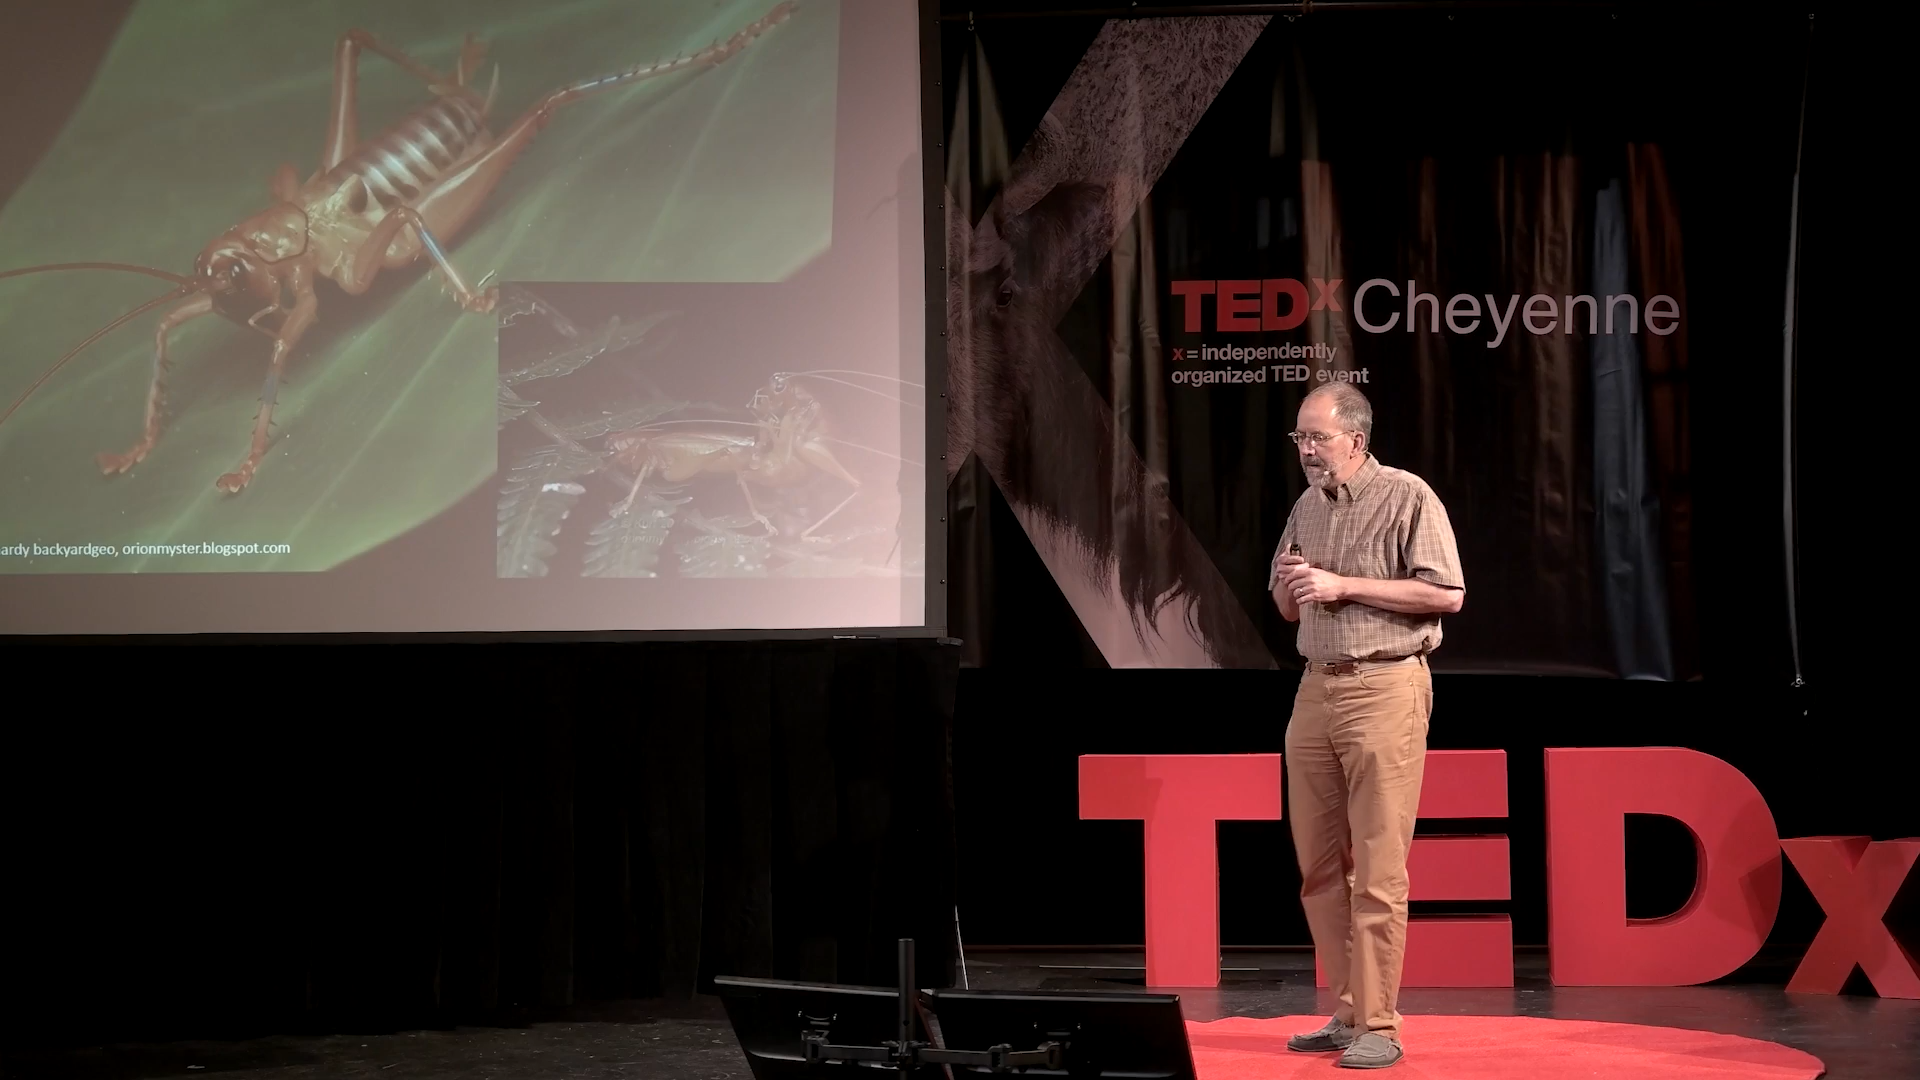 ardy backyardgeo, orionmyster.blogspot.com
TEDx Cheyenne
x = independently
organized TED event
TEDx